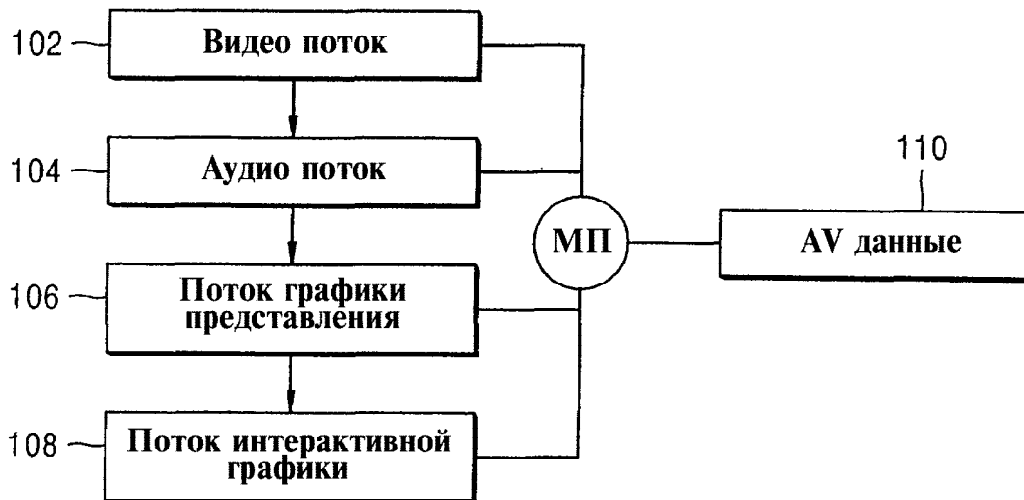 102
Видео поток
104
Аудио поток
110
МП
AV данные
106
Поток графики
представления
108
Поток интерактивной
графики